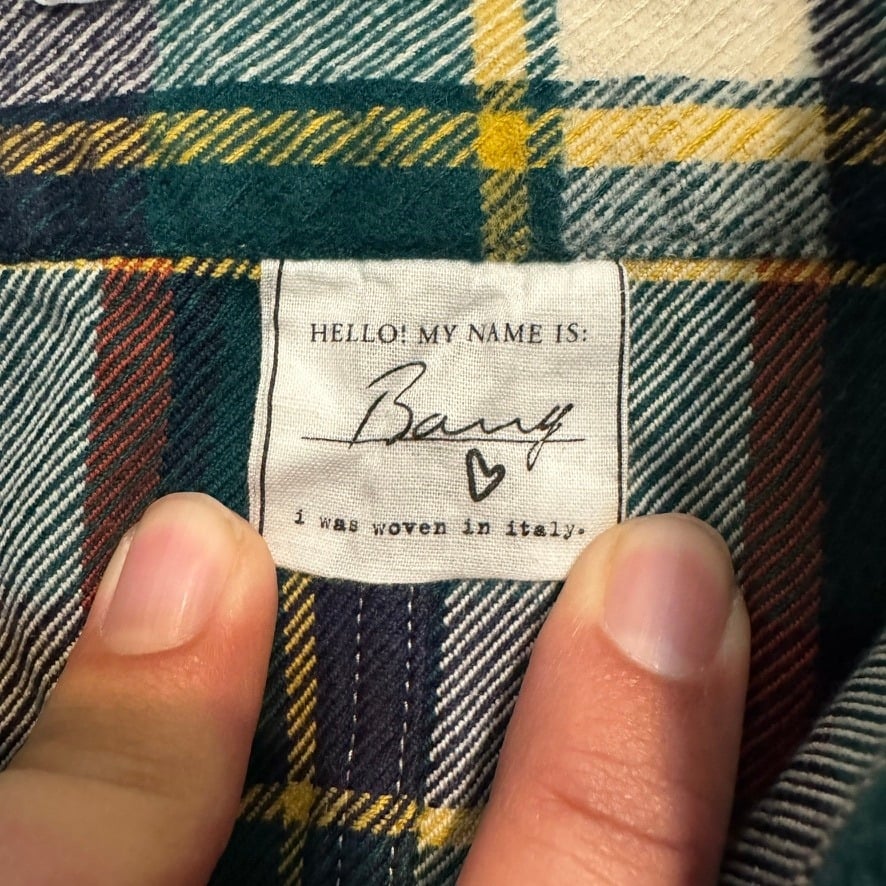 HELLO! MY NAME IS:
Barry
i was woven in italy.